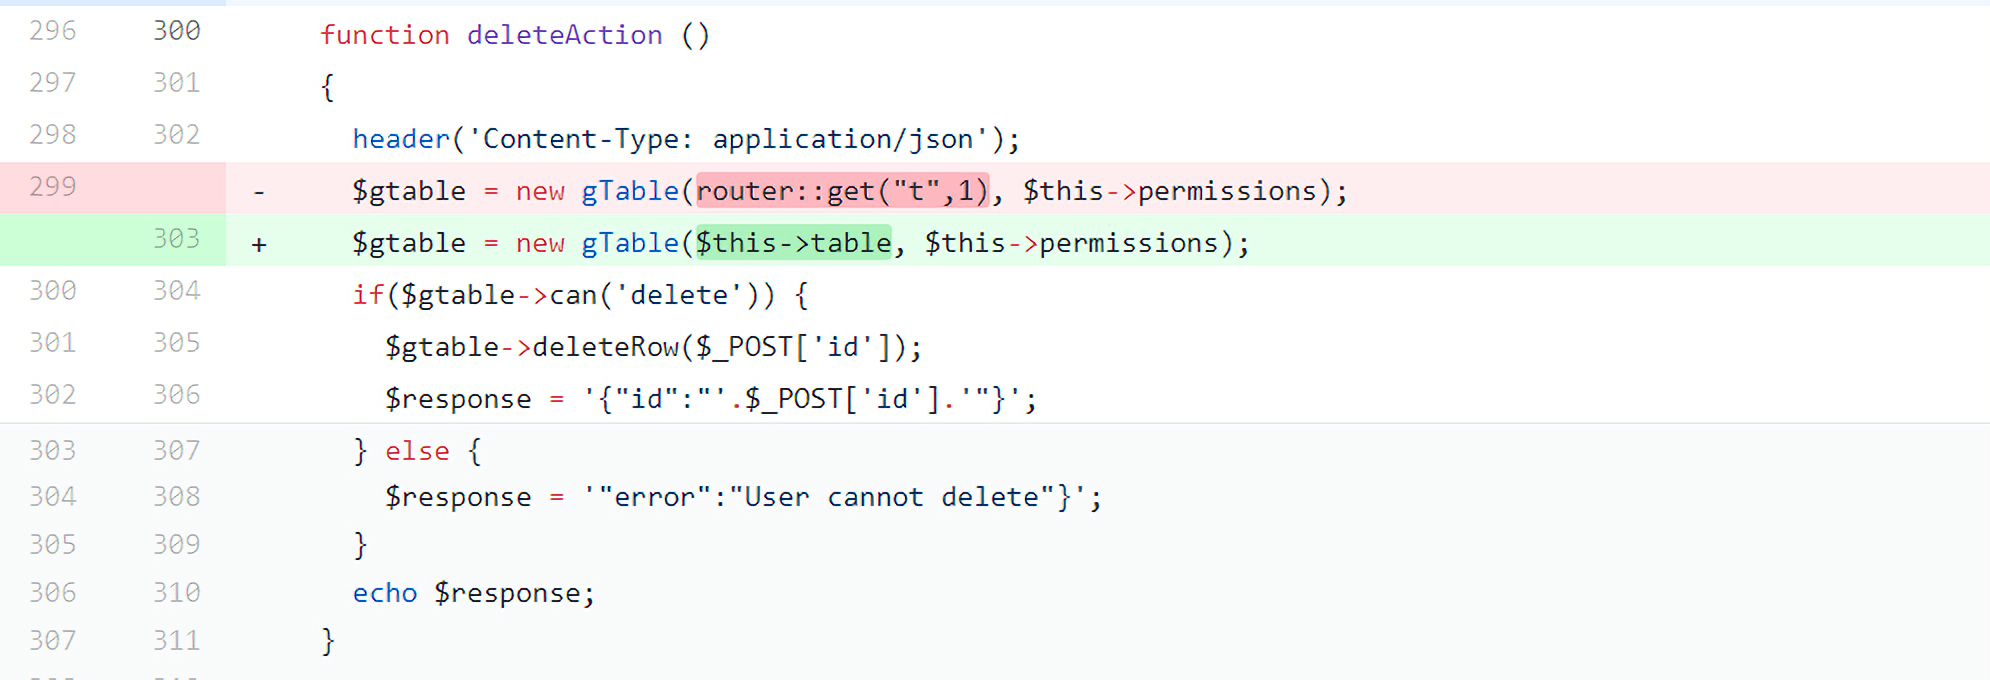 296 300 function deleteAction ()
297 301 {
298 302 header('Content-Type: application/json');
299 - $gtable = new gTable(router::get("t",1), $this->permissions);
303 + $gtable = new gTable($this->table, $this->permissions);
300 304 if($gtable->can('delete')) {
301 305 $gtable->deleteRow($_POST['id']);
302 306 $response = '{"id":"'.$_POST['id'].'"}';
303 307 } else {
304 308 $response = '"error":"User cannot delete"}';
305 309 }
306 310 echo $response;
307 311 }